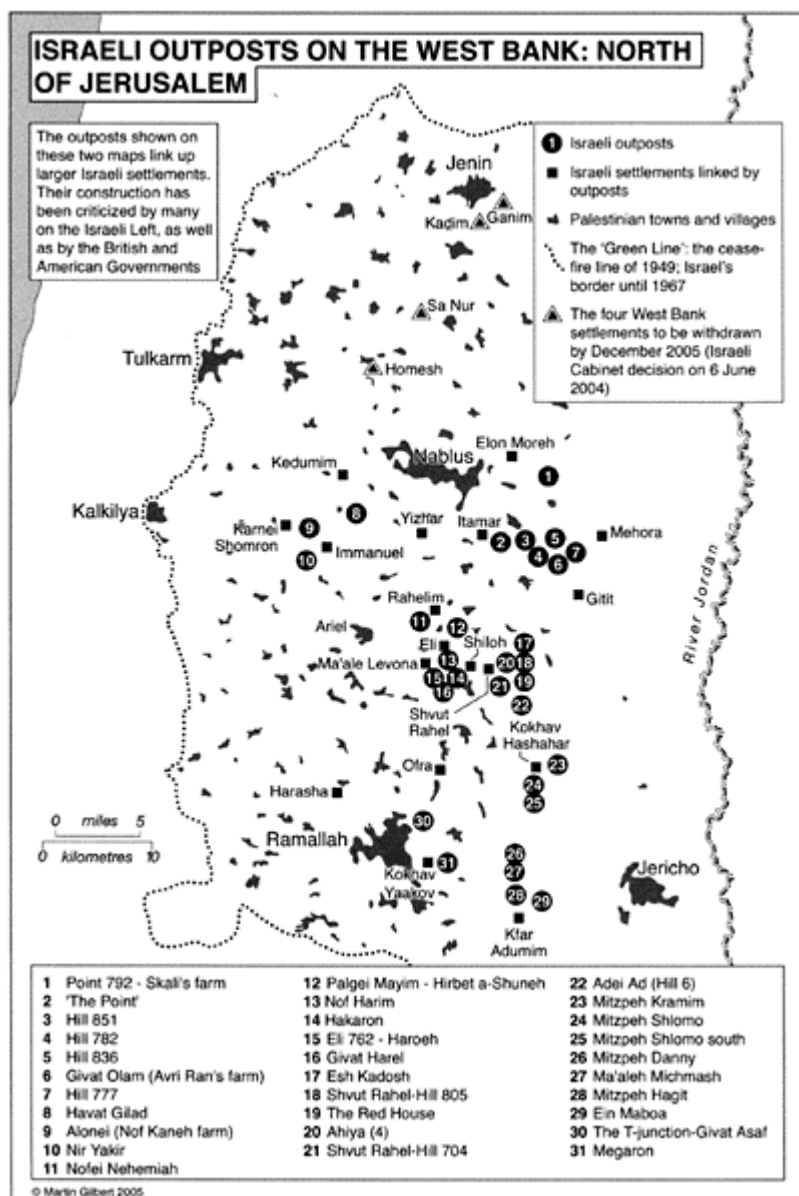 ISRAELI OUTPOSTS ON THE WEST BANK: NORTH
OF JERUSALEM
The outposts shown on
these two maps link up
larger Israeli settlements.
Their construction has
been criticized by many
on the Israeli Left, as well
as by the British and
American Governments
1 Israeli outposts
Israeli settlements linked by
outposts
Palestinian towns and villages
The 'Green Line': the cease-
fire line of 1949; Israel's
border until 1967
The four West Bank
settlements to be withdrawn
by December 2005 (Israeli
Cabinet decision on 6 June
2004)
Jenin
Ganim
Kadim
Sa Nur
Tulkarm
Homesh
Elon Moreh
Nablus
Kedumim
1
Kalkilya
8
Karnei
Shomron
9
Yizhar
Itamar
2
3
5
Mehora
4
7
6
10
Immanuel
Gitit
Rahelim
11
12
Ariel
Eli
Shiloh
17
Ma'ale Levona
13
20
18
15
14
21
19
16
Shvut
Rahel
22
Kokhav
Hashahar
23
Ofra
24
25
Harasha
River Jordan
0 miles 5
0 kilometres 10
30
Ramallah
31
Kokhav
Yaakov
26
27
28
29
Jericho
Kfar
Adumim
1 Point 792 - Skali's farm
2 'The Point'
3 Hill 851
4 Hill 782
5 Hill 836
6 Givat Olam (Avri Ran's farm)
7 Hill 777
8 Havat Gilad
9 Alonei (Nof Kaneh farm)
10 Nir Yakir
11 Nofei Nehemiah
12 Palgei Mayim - Hirbet a-Shuneh
13 Nof Harim
14 Hakaron
15 Eli 762 - Haroeh
16 Givat Harel
17 Esh Kadosh
18 Shvut Rahel-Hill 805
19 The Red House
20 Ahiya (4)
21 Shvut Rahel-Hill 704
22 Adei Ad (Hill 6)
23 Mitzpeh Kramim
24 Mitzpeh Shlomo
25 Mitzpeh Shlomo south
26 Mitzpeh Danny
27 Ma'aleh Michmash
28 Mitzpeh Hagit
29 Ein Maboa
30 The T-junction-Givat Asaf
31 Megaron
© Martin Gilbert 2005